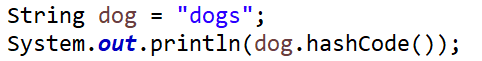 String dog = "dogs";
System.out.println(dog.hashCode());